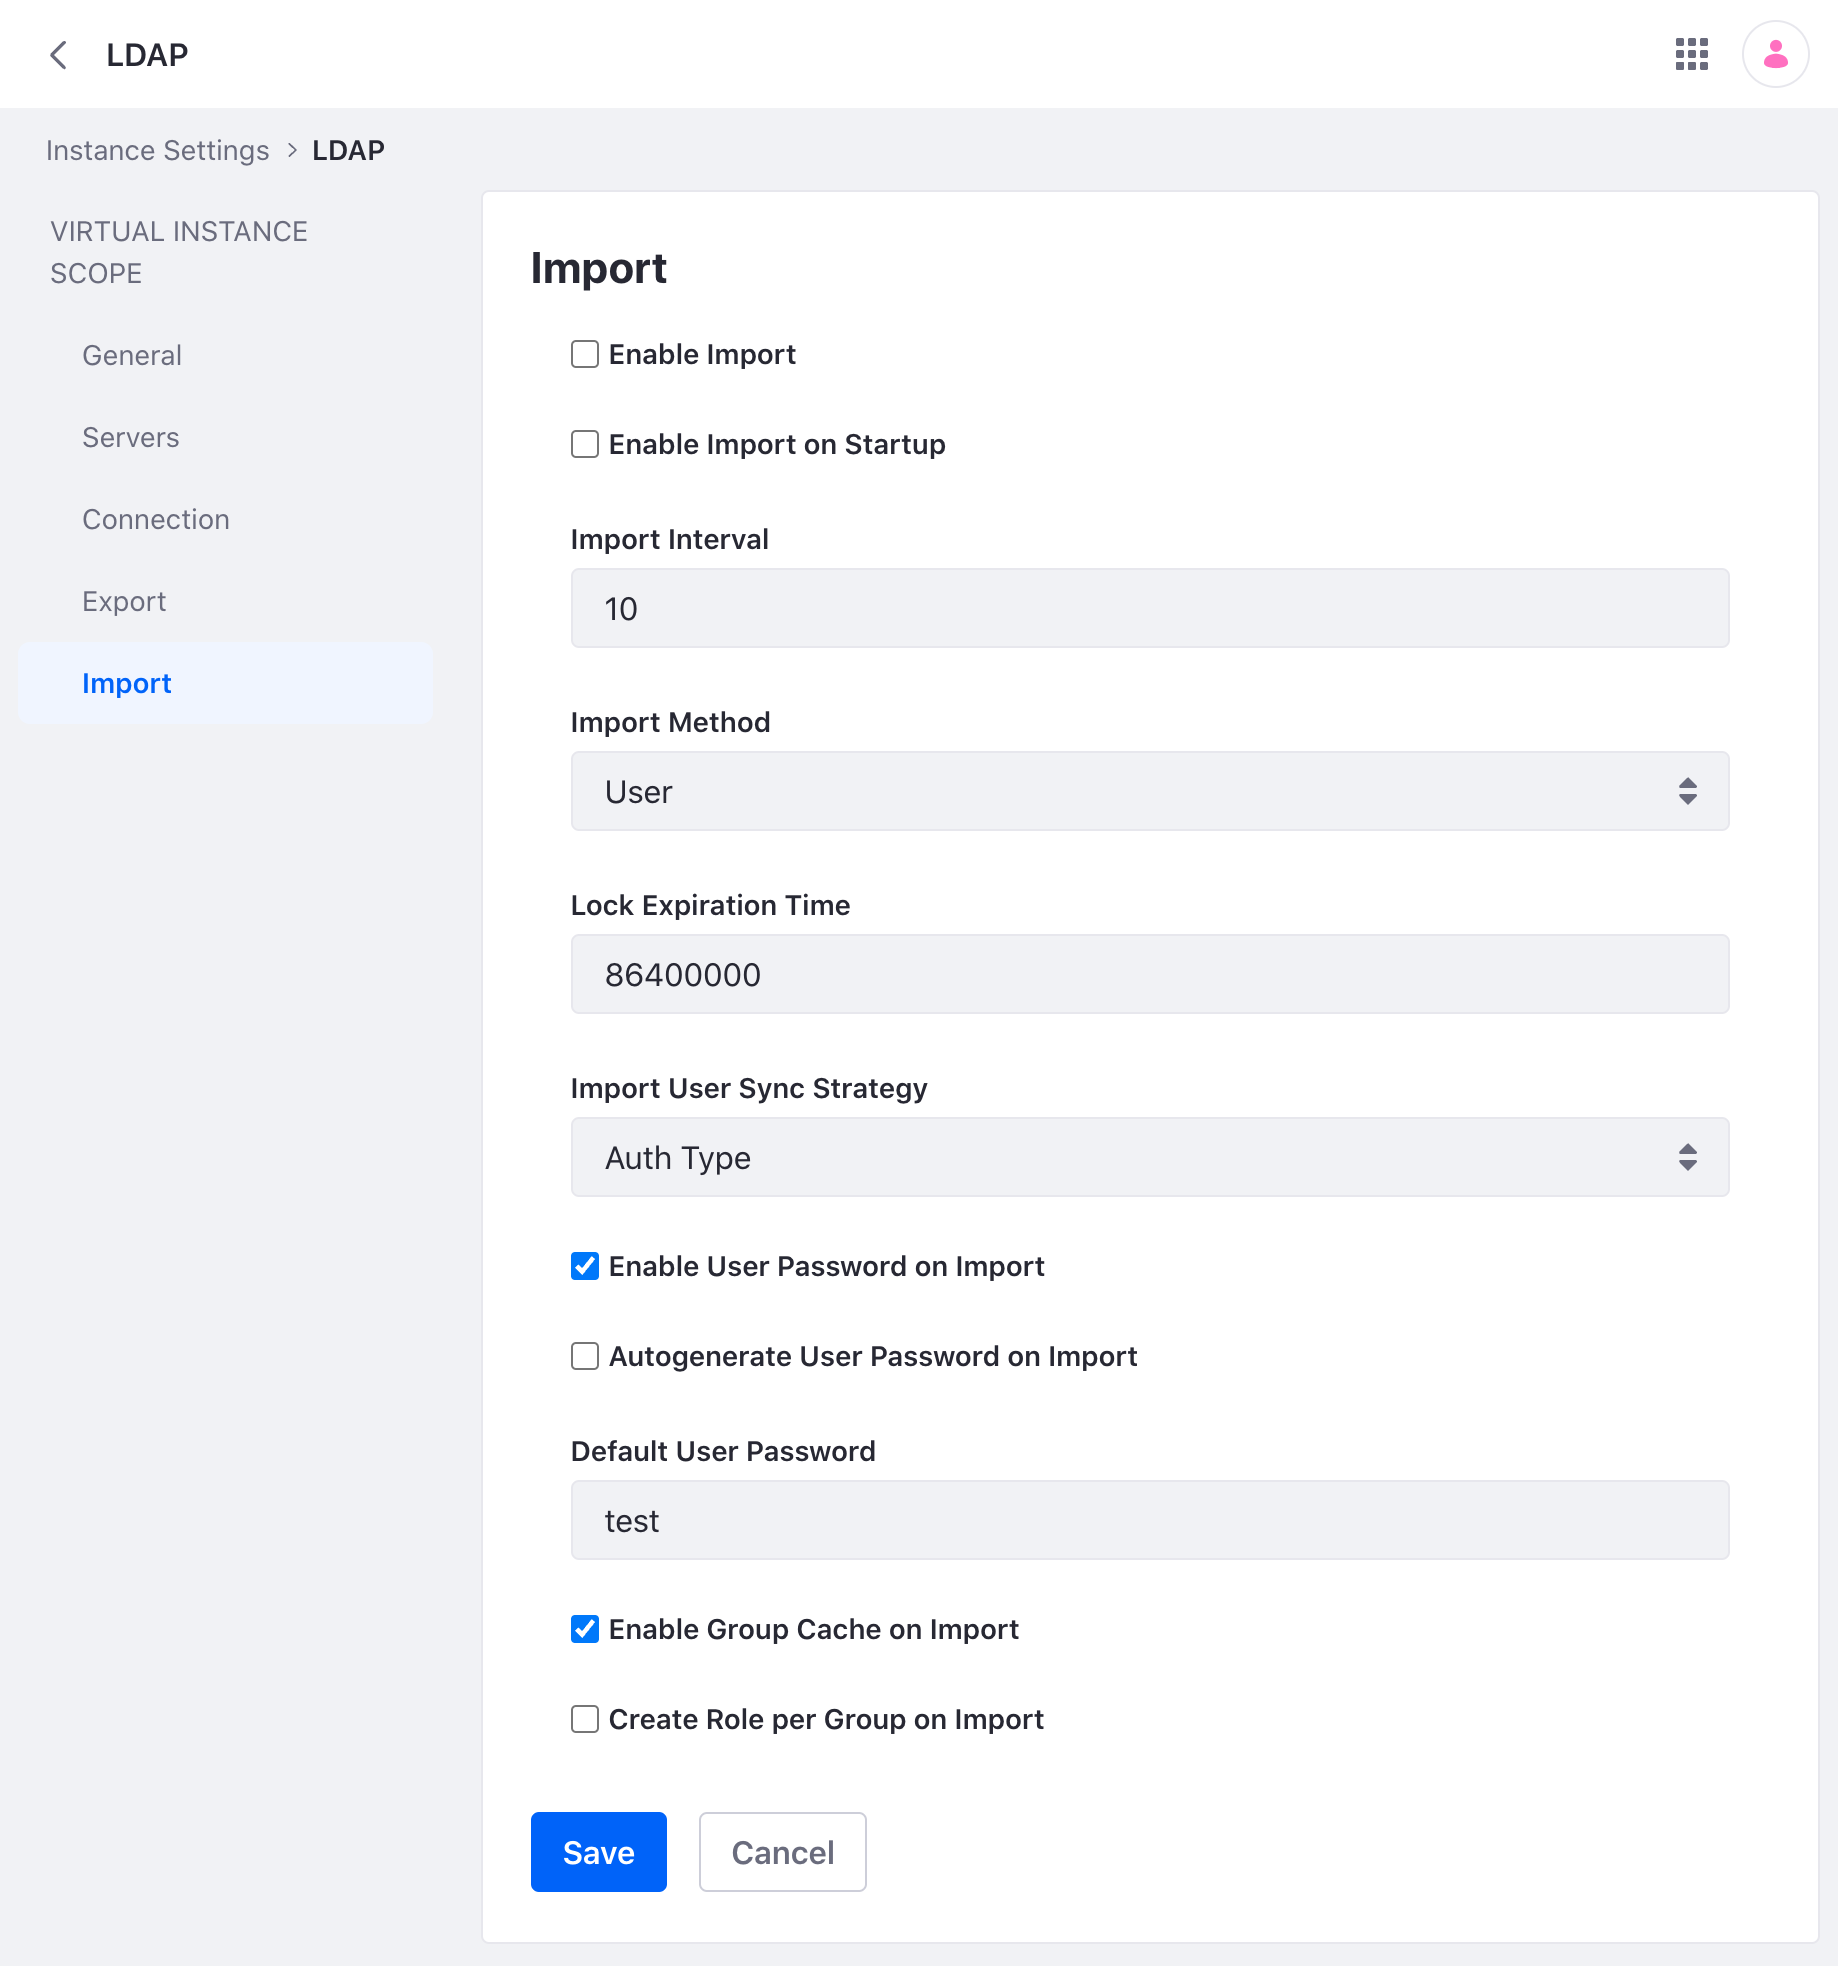 LDAP
Instance Settings > LDAP
VIRTUAL INSTANCE
SCOPE
General
Servers
Connection
Export
Import
Import
Enable Import
Enable Import on Startup
Import Interval
10
Import Method
User
Lock Expiration Time
86400000
Import User Sync Strategy
Auth Type
Enable User Password on Import
Autogenerate User Password on Import
Default User Password
test
Enable Group Cache on Import
Create Role per Group on Import
Save
Cancel